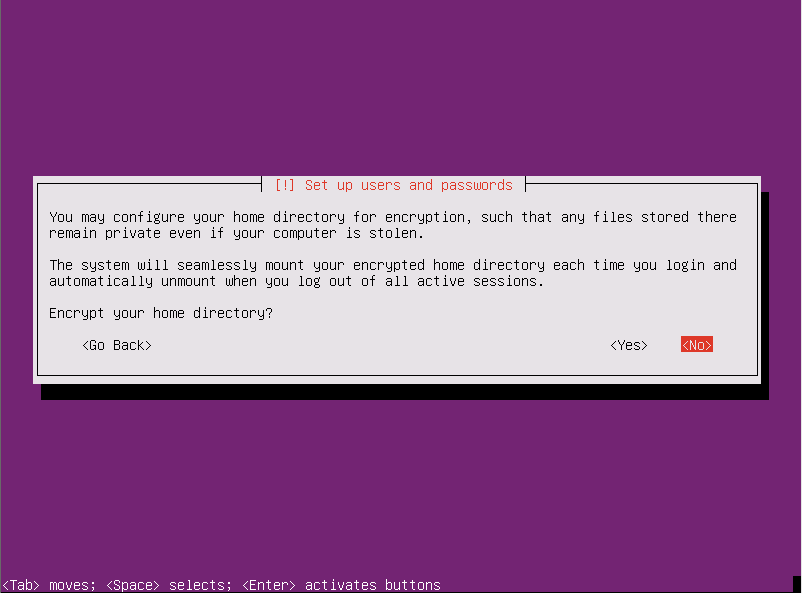 [!] Set up users and passwords
You may configure your home directory for encryption, such that any files stored there
remain private even if your computer is stolen.
The system will seamlessly mount your encrypted home directory each time you login and
automatically unmount when you log out of all active sessions.
Encrypt your home directory?
<Go Back> <Yes> <No>
<Tab> moves; <Space> selects; <Enter> activates buttons